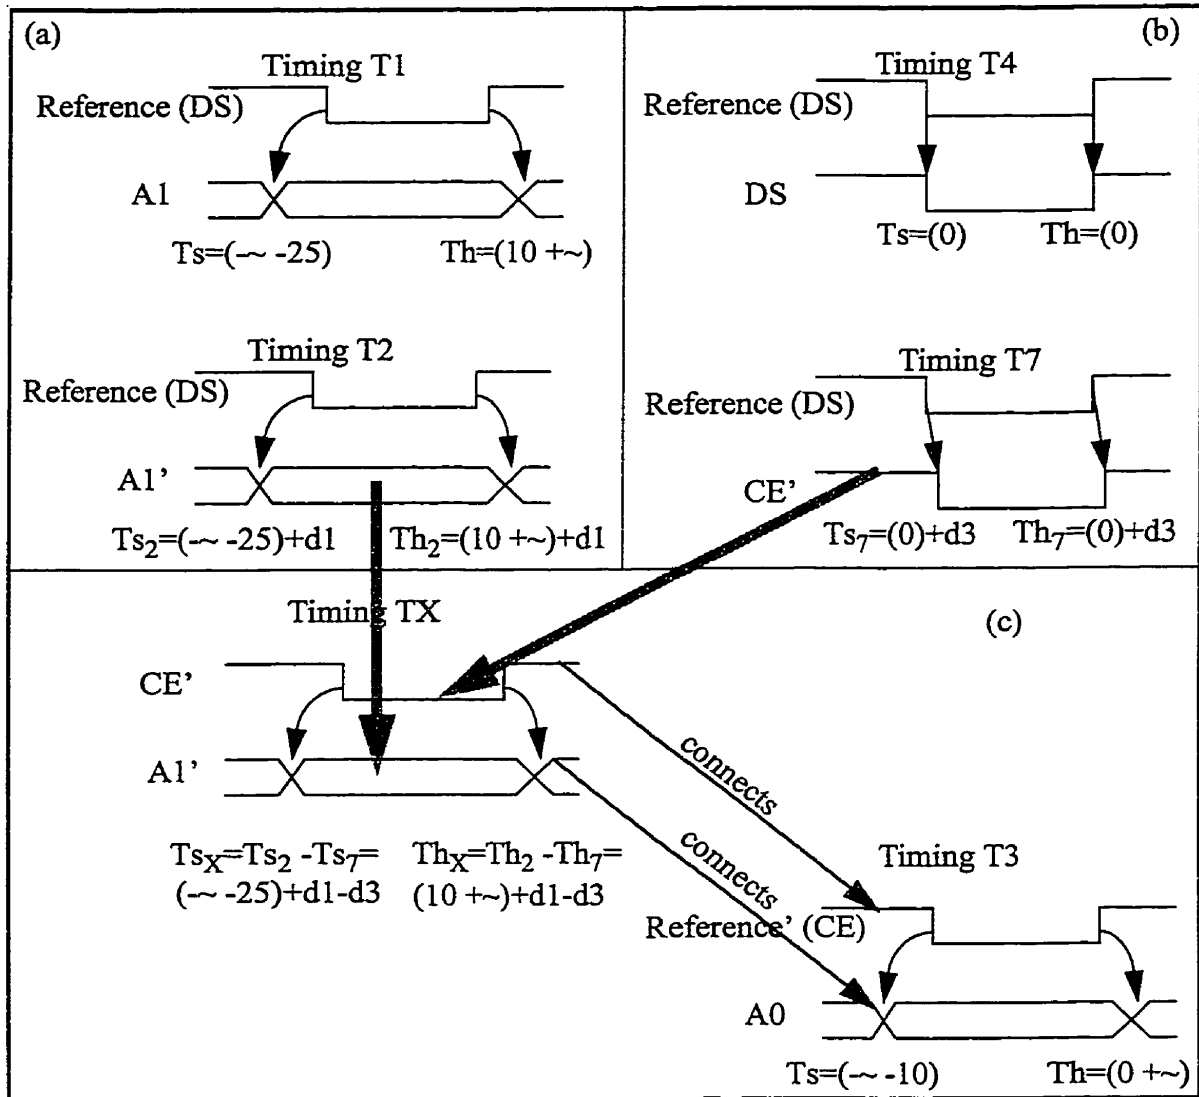 (a)
Timing T1
Reference (DS)
A1
Ts=(-~ -25)
Th=(10 +~)
Timing T2
Reference (DS)
A1’
Ts2=(-~ -25)+d1
Th2=(10 +~)+d1
(b)
Timing T4
Reference (DS)
DS
Ts=(0)
Th=(0)
Timing T7
Reference (DS)
CE’
Ts7=(0)+d3
Th7=(0)+d3
(c)
Timing TX
CE’
A1’
TsX=Ts2 -Ts7=
(-~ -25)+d1-d3
ThX=Th2 -Th7=
(10 +~)+d1-d3
connects
connects
Timing T3
Reference’ (CE)
A0
Ts=(-~ -10)
Th=(0 +~)